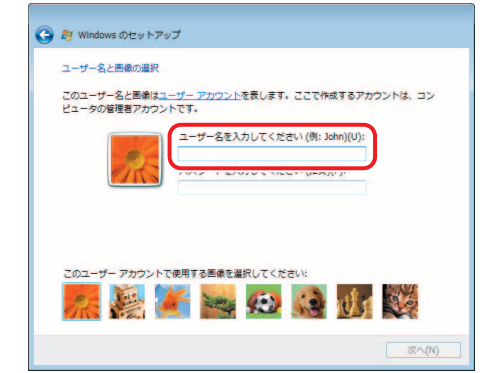 Windows のセットアップ
ユーザー名と画像の選択
このユーザー名と画像はユーザー アカウントを表します。ここで作成するアカウントは、コン
ピュータの管理者アカウントです。
ユーザー名を入力してください (例: John)(U):
このユーザー アカウントで使用する画像を選択してください:
次へ(N)